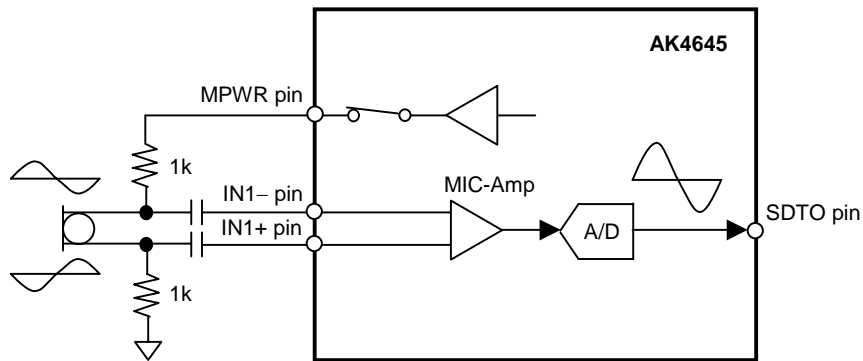 AK4645
MPWR pin
1k
IN1− pin
MIC-Amp
IN1+ pin
A/D
SDTO pin
1k